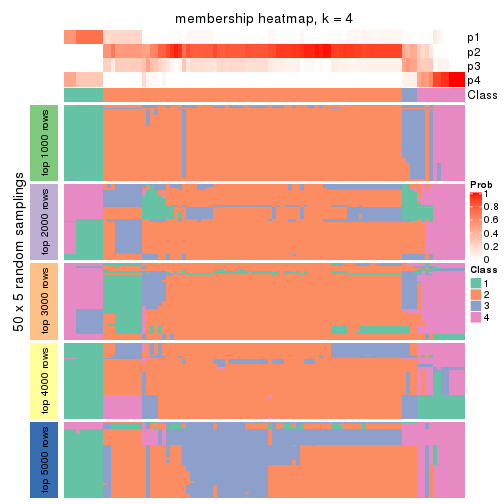 membership heatmap, k = 4
p1
p2
p3
p4
Class
50 x 5 random samplings
top 1000 rows
top 2000 rows
top 3000 rows
top 4000 rows
top 5000 rows
Prob
1
0.8
0.6
0.4
0.2
0
Class
1
2
3
4